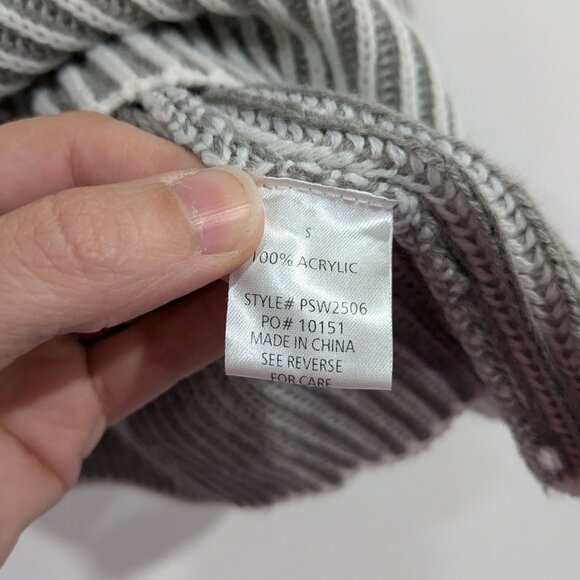 S
100% ACRYLIC
STYLE# PSW2506
PO# 10151
MADE IN CHINA
SEE REVERSE
FOR CARE